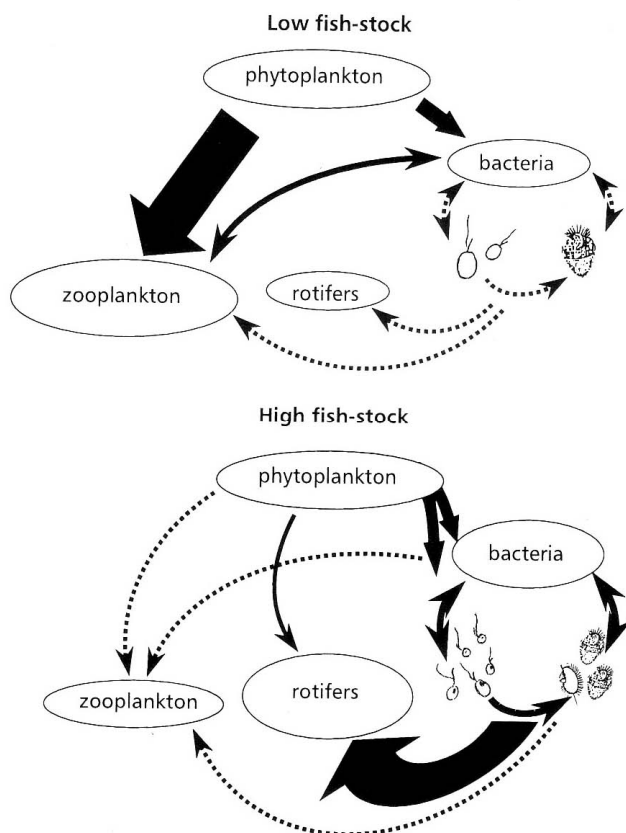 Low fish-stock
phytoplankton
bacteria
zooplankton
rotifers
High fish-stock
phytoplankton
bacteria
zooplankton
rotifers